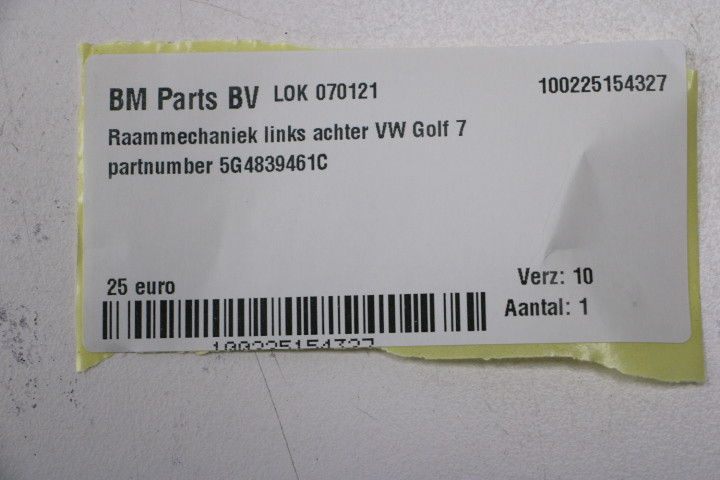 BM Parts BV LOK 070121 100225154327
Raammechaniek links achter VW Golf 7
partnumber 5G4839461C
25 euro Verz: 10
Aantal: 1
100225154327